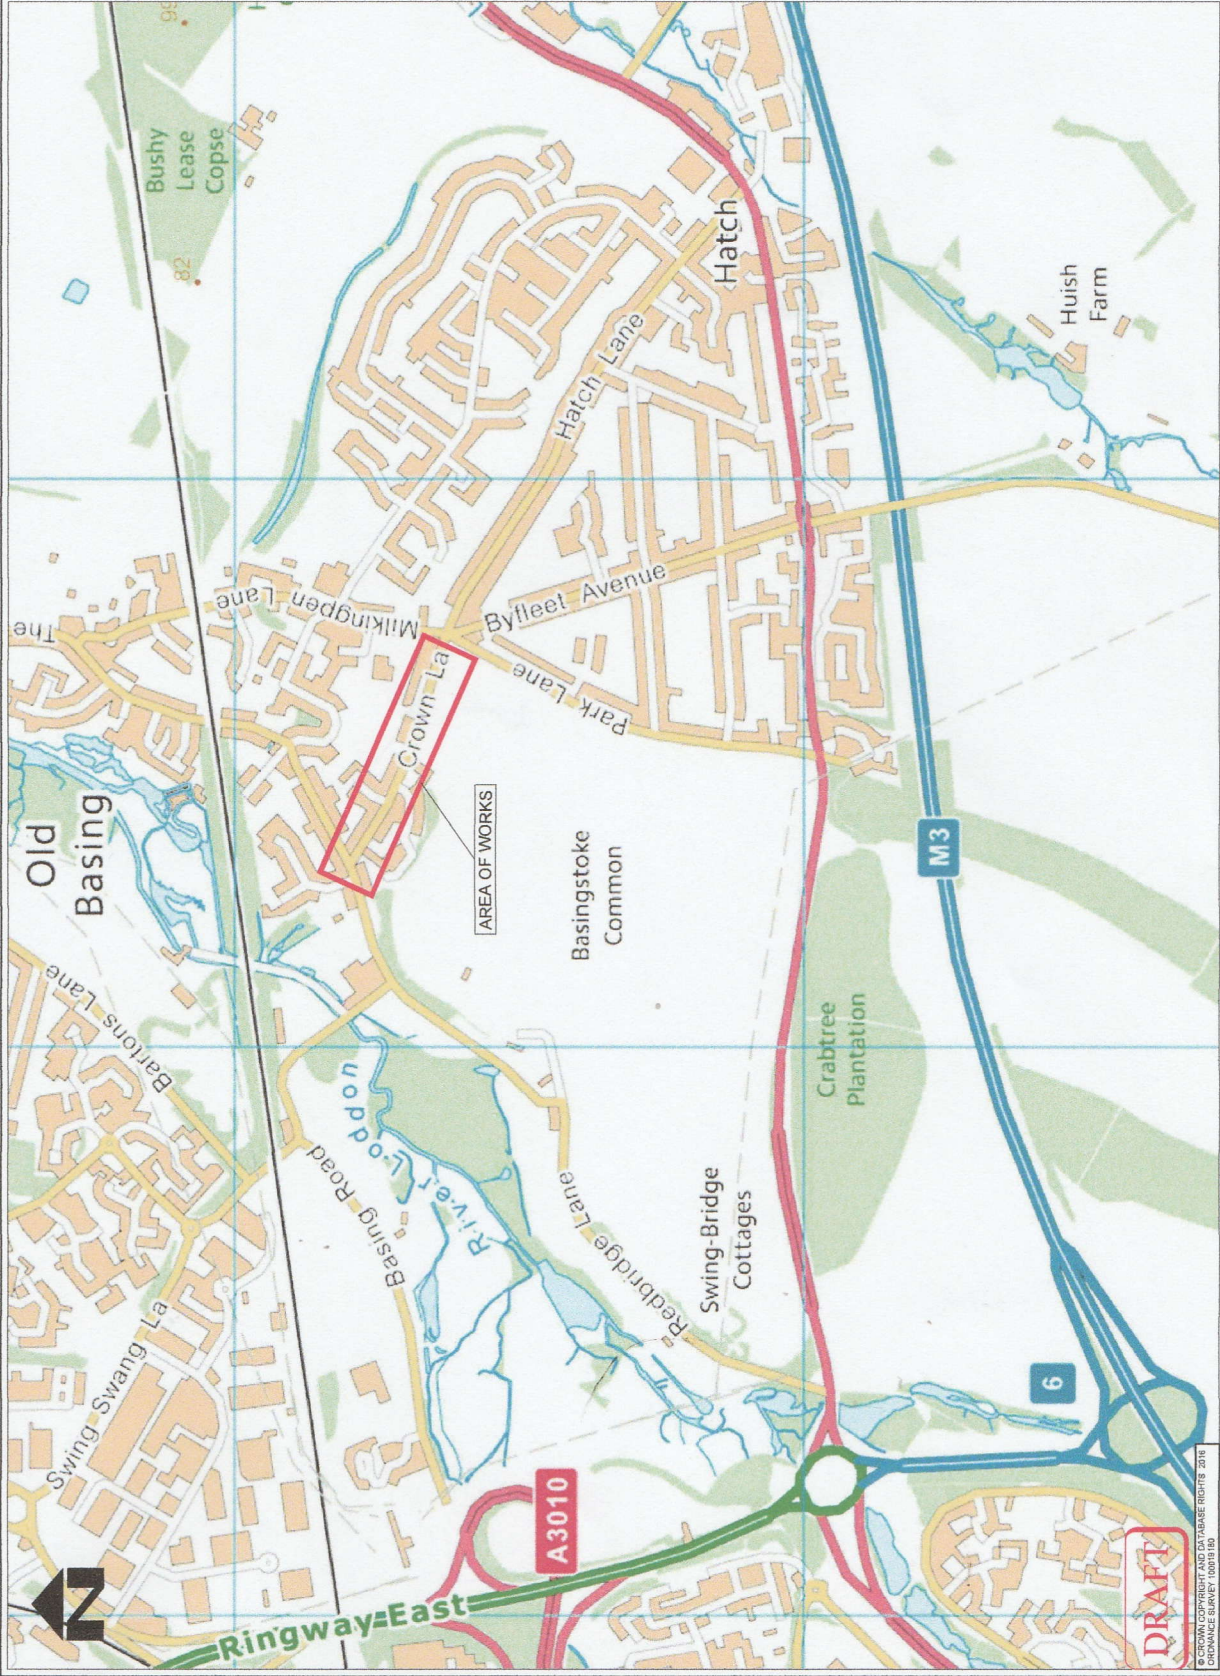 Old
Basing
Bartons Lane
Swing Swang La
Basing Road
River Loddon
Redbridge Lane
Swing-Bridge
Cottages
Ringway East
A3010
6
M3
Crabtree
Plantation
Basingstoke
Common
AREA OF WORKS
Crown La
Park Lane
Byfleet Avenue
Milkingpen Lane
The
Hatch Lane
Hatch
Huish
Farm
Bushy
Lease
Copse
82
99
N
DRAFT
© CROWN COPYRIGHT AND DATABASE RIGHTS 2016
ORDNANCE SURVEY 100019180